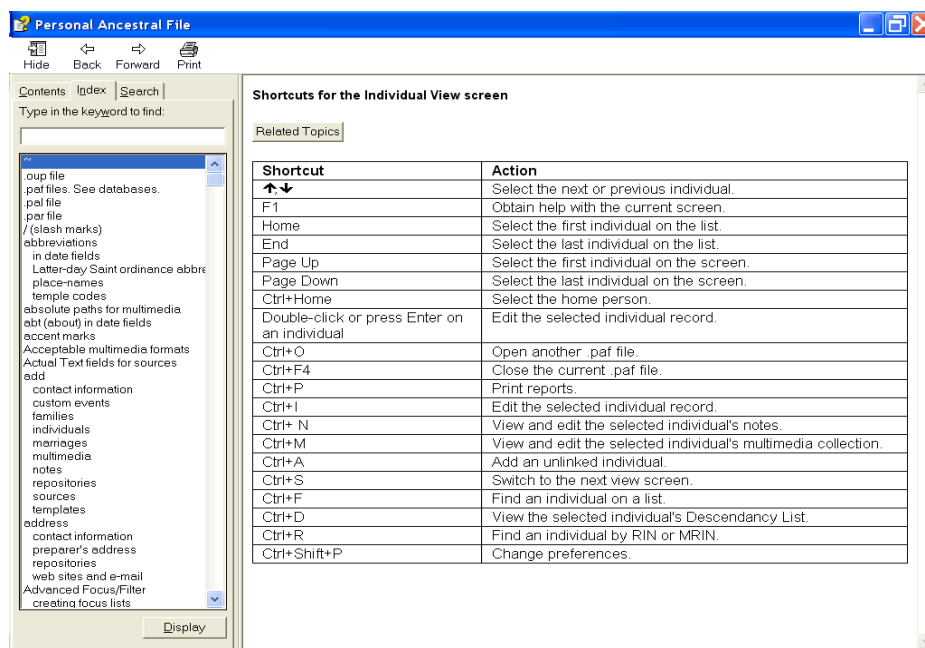 Personal Ancestral File
Hide Back Forward Print
Contents Index Search
Type in the keyword to find:
~
.oup file
.paf files. See databases.
.pal file
.par file
/ (slash marks)
abbreviations
in date fields
Latter-day Saint ordinance abbre
place-names
temple codes
absolute paths for multimedia
abt (about) in date fields
accent marks
Acceptable multimedia formats
Actual Text fields for sources
add
contact information
custom events
families
individuals
marriages
multimedia
notes
repositories
sources
templates
address
contact information
preparer's address
repositories
web sites and e-mail
Advanced Focus/Filter
creating focus lists
Display
Shortcuts for the Individual View screen
Related Topics
Shortcut Action
↑,↓ Select the next or previous individual.
F1 Obtain help with the current screen.
Home Select the first individual on the list.
End Select the last individual on the list.
Page Up Select the first individual on the screen.
Page Down Select the last individual on the screen.
Ctrl+Home Select the home person.
Double-click or press Enter on Edit the selected individual record.
an individual
Ctrl+O Open another .paf file.
Ctrl+F4 Close the current .paf file.
Ctrl+P Print reports.
Ctrl+I Edit the selected individual record.
Ctrl+ N View and edit the selected individual's notes.
Ctrl+M View and edit the selected individual's multimedia collection.
Ctrl+A Add an unlinked individual.
Ctrl+S Switch to the next view screen.
Ctrl+F Find an individual on a list.
Ctrl+D View the selected individual's Descendancy List.
Ctrl+R Find an individual by RIN or MRIN.
Ctrl+Shift+P Change preferences.